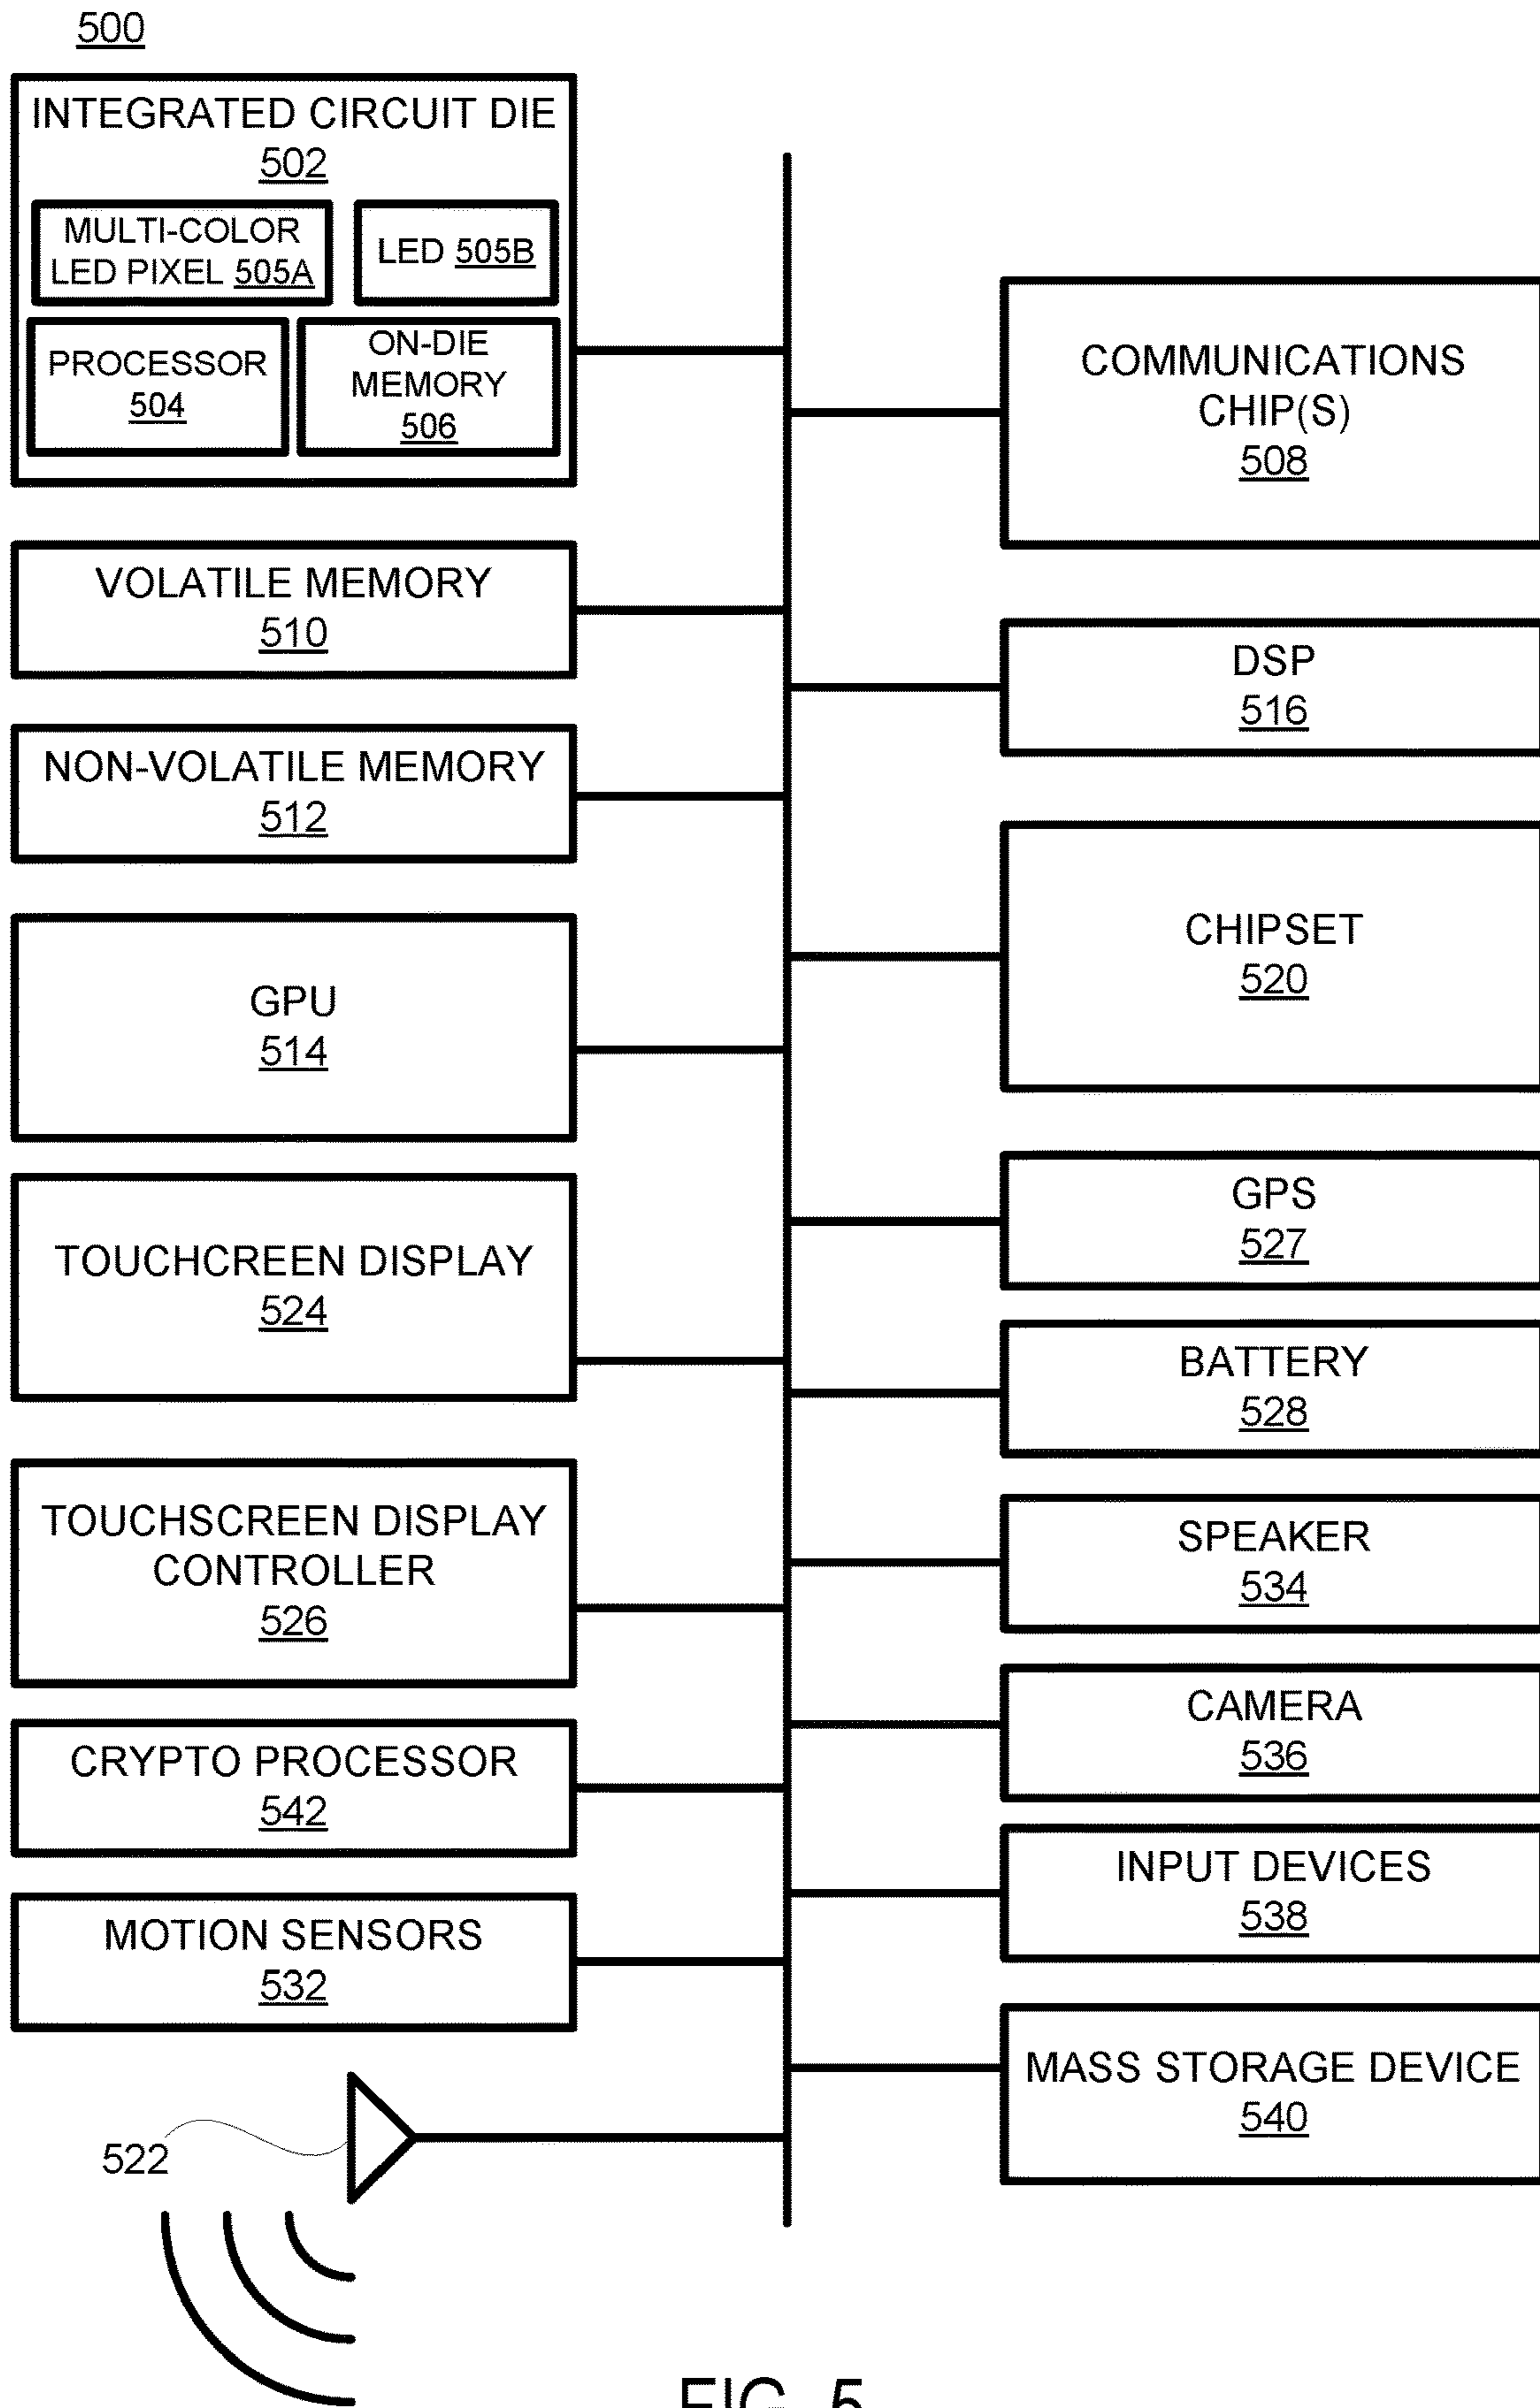 500
INTEGRATED CIRCUIT DIE
502
MULTI-COLOR
LED PIXEL 505A
LED 505B
PROCESSOR
504
ON-DIE
MEMORY
506
VOLATILE MEMORY
510
NON-VOLATILE MEMORY
512
GPU
514
TOUCHCREEN DISPLAY
524
TOUCHSCREEN DISPLAY
CONTROLLER
526
CRYPTO PROCESSOR
542
MOTION SENSORS
532
522
COMMUNICATIONS
CHIP(S)
508
DSP
516
CHIPSET
520
GPS
527
BATTERY
528
SPEAKER
534
CAMERA
536
INPUT DEVICES
538
MASS STORAGE DEVICE
540
FIG. 5